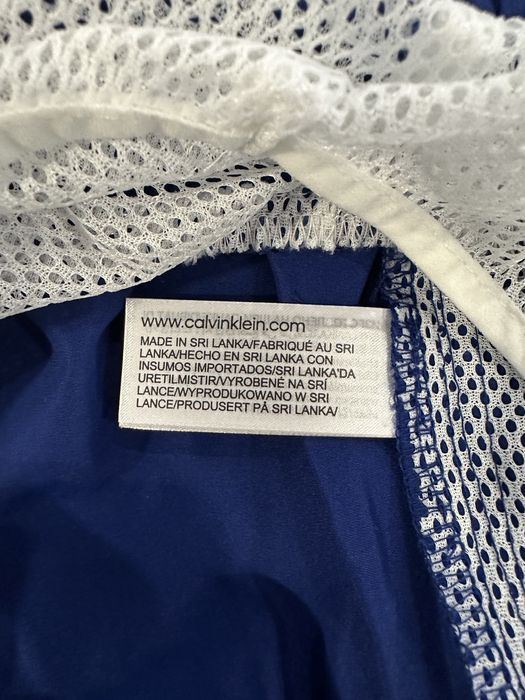 www.calvinklein.com
MADE IN SRI LANKA/FABRIQUÉ AU SRI
LANKA/HECHO EN SRI LANKA CON
INSUMOS IMPORTADOS/SRI LANKA'DA
URETILMISTIR/VYROBENÉ NA SRÍ
LANCE/WYPRODUKOWANO W SRI
LANCE/PRODUSERT PÅ SRI LANKA/